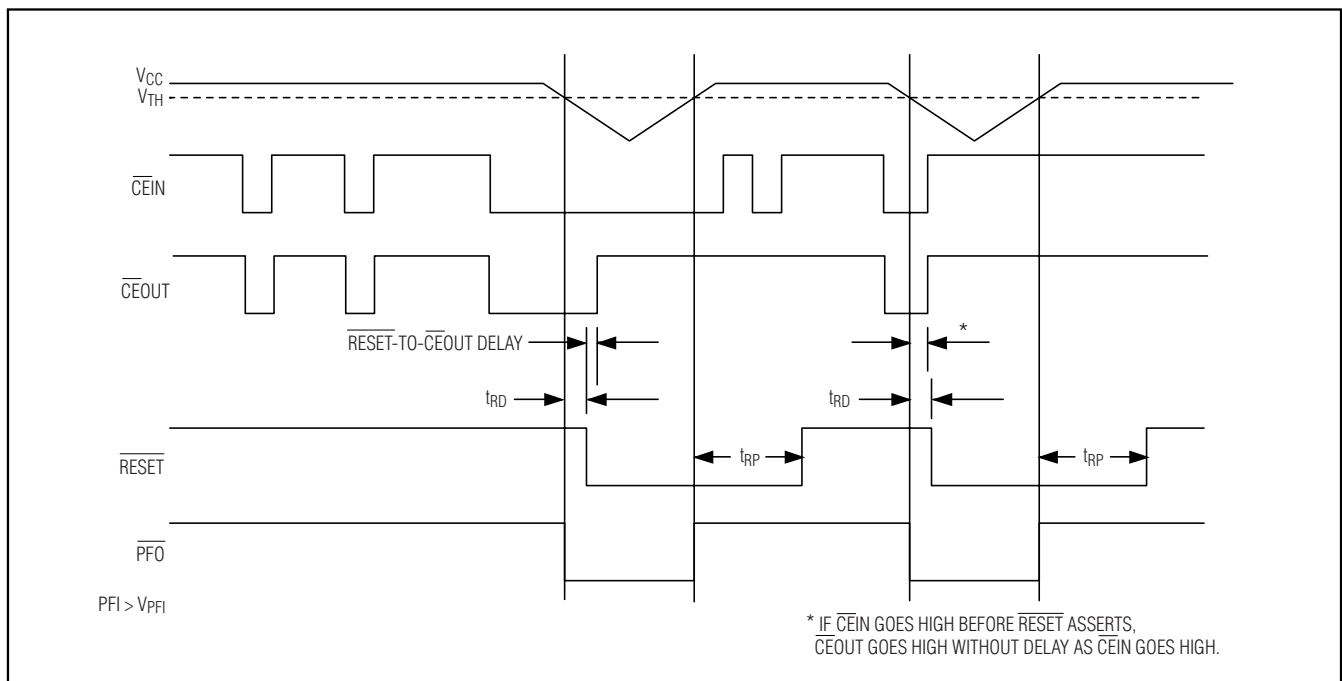 VCC
VTH
CEIN
CEOUT
RESET-TO-CEOUT DELAY
*
tRD
tRD
RESET
tRP
tRP
PFO
PFI > VPFI
* IF CEIN GOES HIGH BEFORE RESET ASSERTS,
CEOUT GOES HIGH WITHOUT DELAY AS CEIN GOES HIGH.